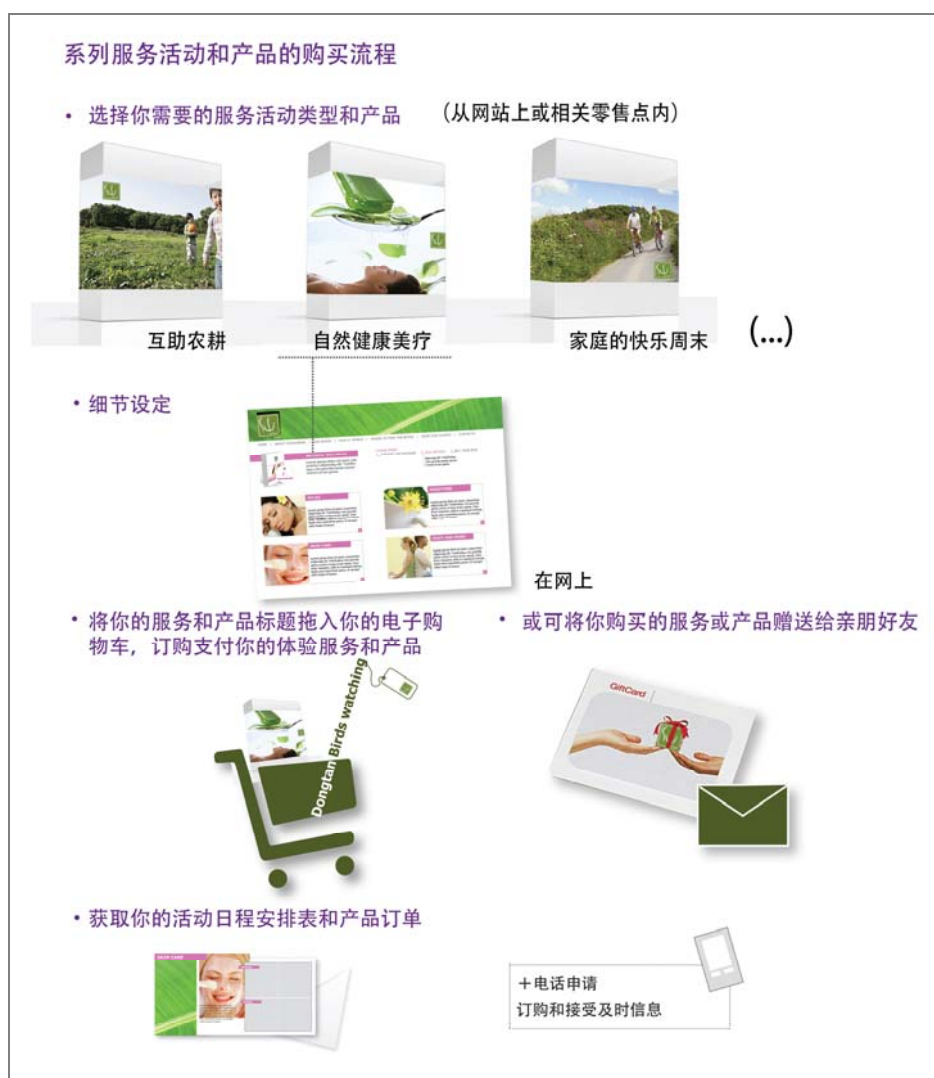 系列服务活动和产品的购买流程
• 选择你需要的服务活动类型和产品 (从网站上或相关零售点内)
互助农耕
自然健康美疗
家庭的快乐周末
(...)
• 细节设定
在网上
• 将你的服务和产品标题拖入你的电子购
物车，订购支付你的体验服务和产品
• 或可将你购买的服务或产品赠送给亲朋好友
Dongtan Birds watching
GiftCard
• 获取你的活动日程安排表和产品订单
＋电话申请
订购和接受及时信息